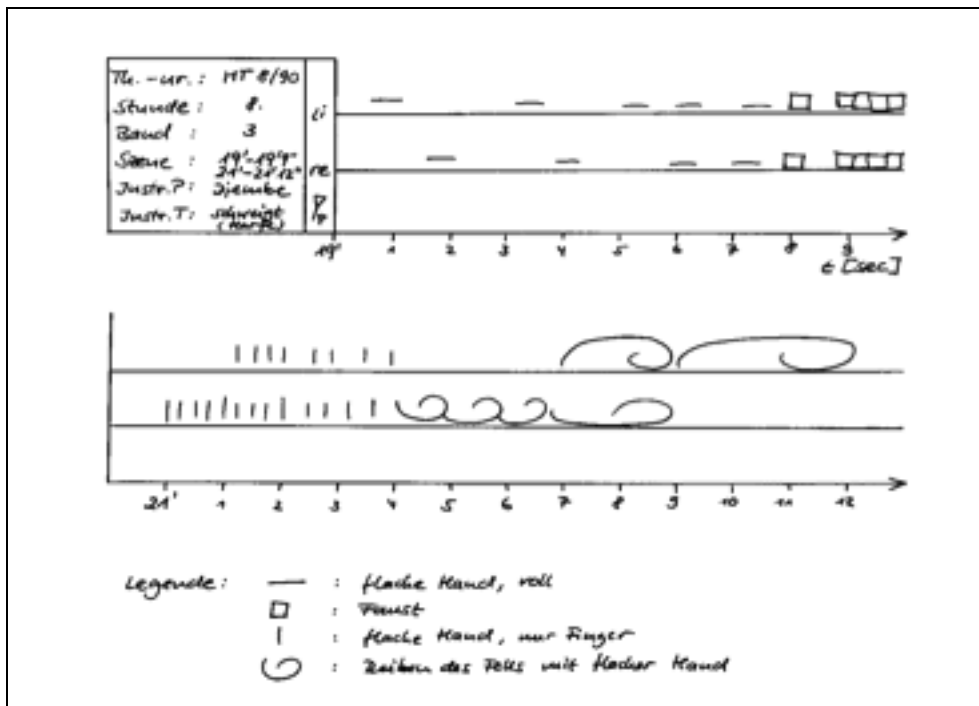 Th.-nr.: MT 8/90
Stunde: 8.
Band: 3
Szene: 19'-19'9"
21'-21'12"
Instr.P: Djembe
Instr.T: schweigt
li
re
19' 1 2 3 4 5 6 7 8 9
t [sec]
21' 1 2 3 4 5 6 7 8 9 10 11 12
Legende: — : flache Hand, voll
□ : Faust
| : flache Hand, nur Finger
: Reiben des Fells mit flacher Hand